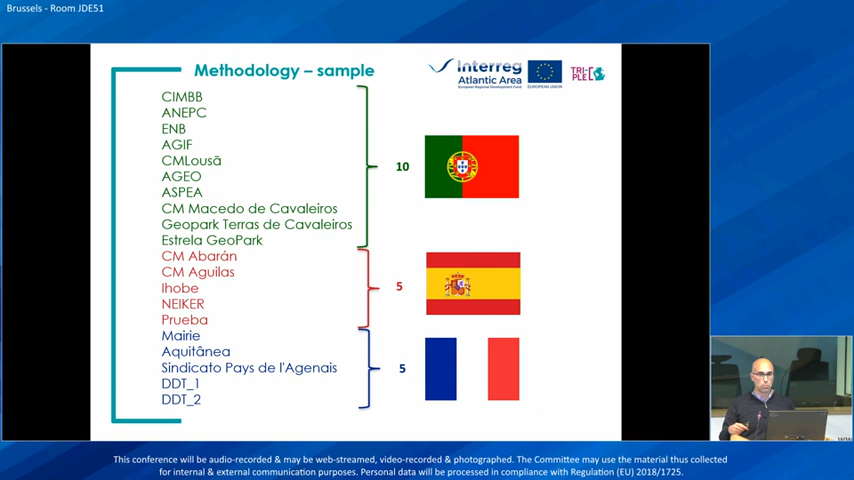 Brussels - Room JDE51
Methodology – sample
Interreg
Atlantic Area
European Regional Development Fund
EUROPEAN UNION
TRI-
PLE
CIMBB
ANEPC
ENB
AGIF
CMLousã
AGEO
ASPEA
CM Macedo de Cavaleiros
Geopark Terras de Cavaleiros
Estrela GeoPark
10
CM Abarán
CM Aguilas
Ihobe
NEIKER
Prueba
5
Mairie
Aquitânea
Sindicato Pays de l'Agenais
DDT_1
DDT_2
5
This conference will be audio-recorded & may be web-streamed, video-recorded & photographed. The Committee may use the material thus collected
for internal & external communication purposes. Personal data will be processed in compliance with Regulation (EU) 2018/1725.